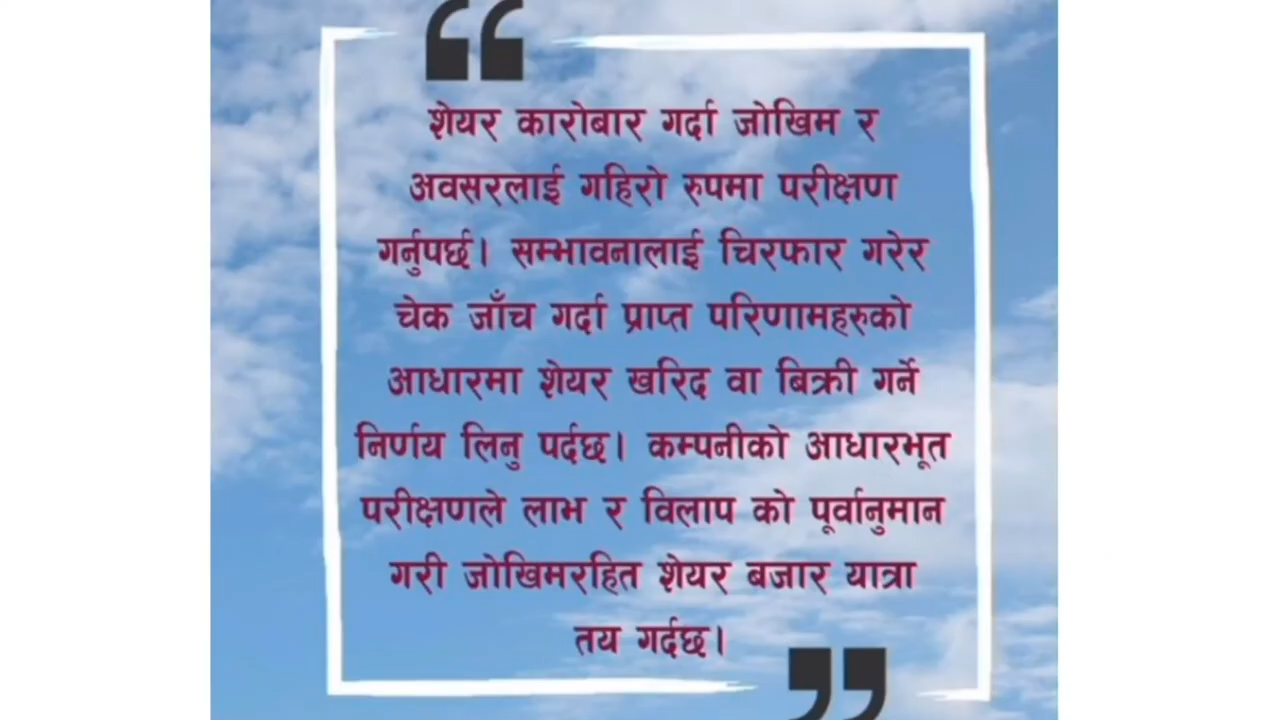 शेयर कारोबार गर्दा जोखिम र
अवसरलाई गहिरो रुपमा परीक्षण
गर्नुपर्छ। सम्भावनालाई चिरफार गरेर
चेक जाँच गर्दा प्राप्त परिणामहरुको
आधारमा शेयर खरिद वा बिक्री गर्ने
निर्णय लिनु पर्दछ। कम्पनीको आधारभूत
परीक्षणले लाभ र विलाप को पूर्वानुमान
गरी जोखिमरहित शेयर बजार यात्रा
तय गर्दछ।